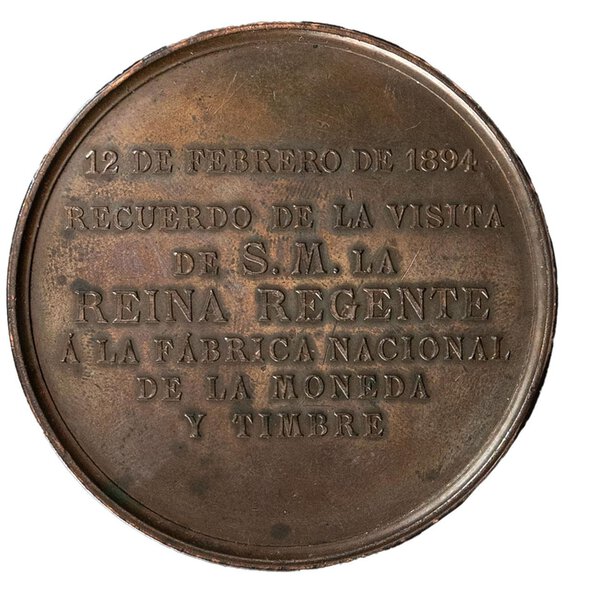 12 DE FEBRERO DE 1894
RECUERDO DE LA VISITA
DE S. M. LA
REINA REGENTE
Á LA FÁBRICA NACIONAL
DE LA MONEDA
Y TIMBRE